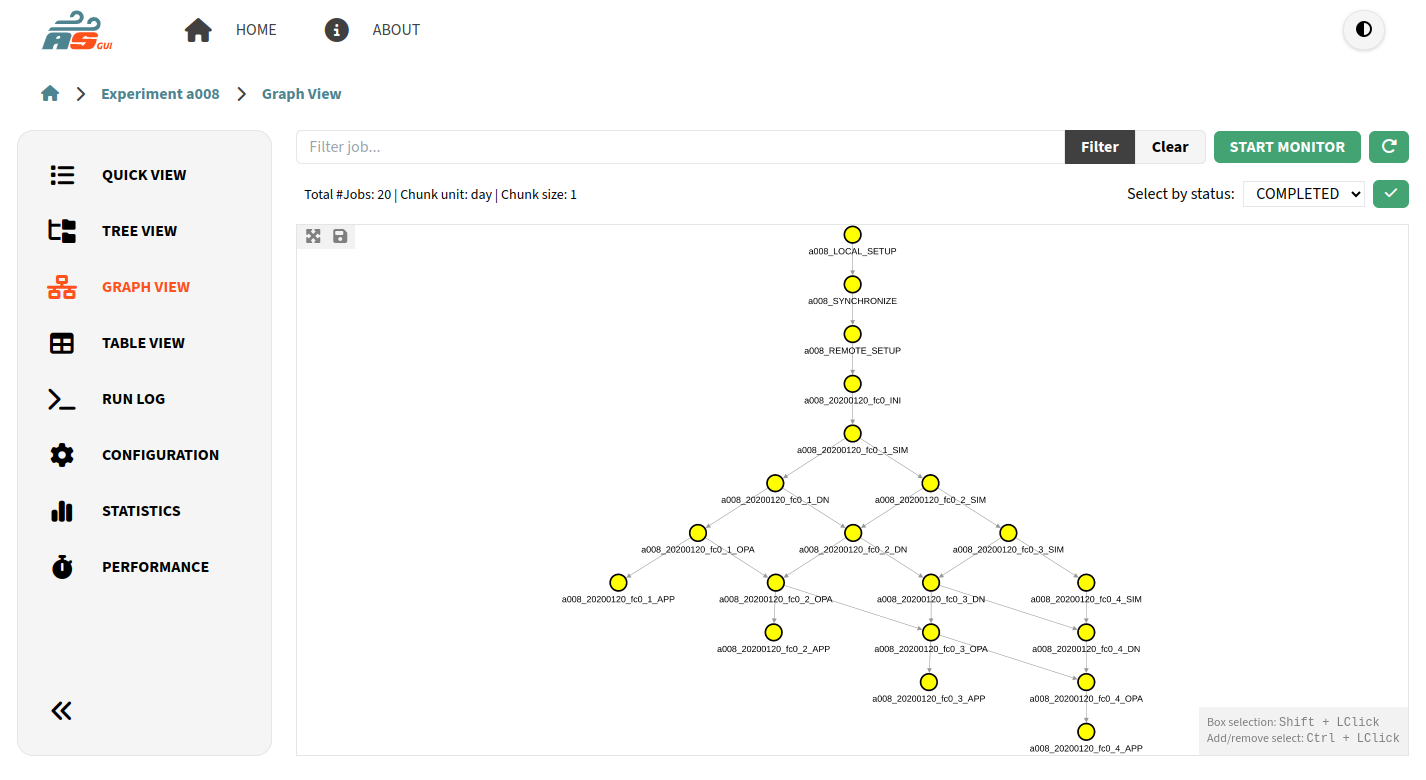 AS GUI
HOME
ABOUT
Experiment a008
Graph View
QUICK VIEW
TREE VIEW
GRAPH VIEW
TABLE VIEW
RUN LOG
CONFIGURATION
STATISTICS
PERFORMANCE
Filter job...
Filter
Clear
START MONITOR
Total #Jobs: 20 | Chunk unit: day | Chunk size: 1
Select by status:
COMPLETED
a008_LOCAL_SETUP
a008_SYNCHRONIZE
a008_REMOTE_SETUP
a008_20200120_fc0_INI
a008_20200120_fc0_1_SIM
a008_20200120_fc0_1_DN
a008_20200120_fc0_2_SIM
a008_20200120_fc0_1_OPA
a008_20200120_fc0_2_DN
a008_20200120_fc0_3_SIM
a008_20200120_fc0_1_APP
a008_20200120_fc0_2_OPA
a008_20200120_fc0_3_DN
a008_20200120_fc0_4_SIM
a008_20200120_fc0_2_APP
a008_20200120_fc0_3_OPA
a008_20200120_fc0_4_DN
a008_20200120_fc0_3_APP
a008_20200120_fc0_4_OPA
a008_20200120_fc0_4_APP
Box selection: Shift + LClick
Add/remove select: Ctrl + LClick